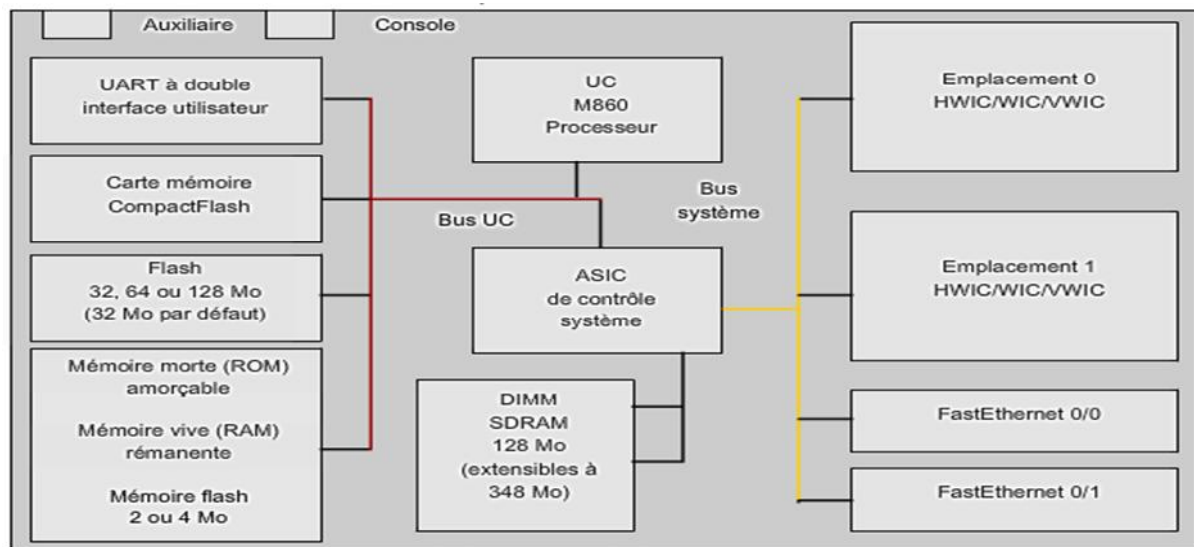 Auxiliaire
Console
UART à double
interface utilisateur
Carte mémoire
CompactFlash
Flash
32, 64 ou 128 Mo
(32 Mo par défaut)
Mémoire morte (ROM)
amorçable
Mémoire vive (RAM)
rémanente
Mémoire flash
2 ou 4 Mo
UC
M860
Processeur
Bus UC
Bus
système
ASIC
de contrôle
système
DIMM
SDRAM
128 Mo
(extensibles à
348 Mo)
Emplacement 0
HWIC/WIC/VWIC
Emplacement 1
HWIC/WIC/VWIC
FastEthernet 0/0
FastEthernet 0/1